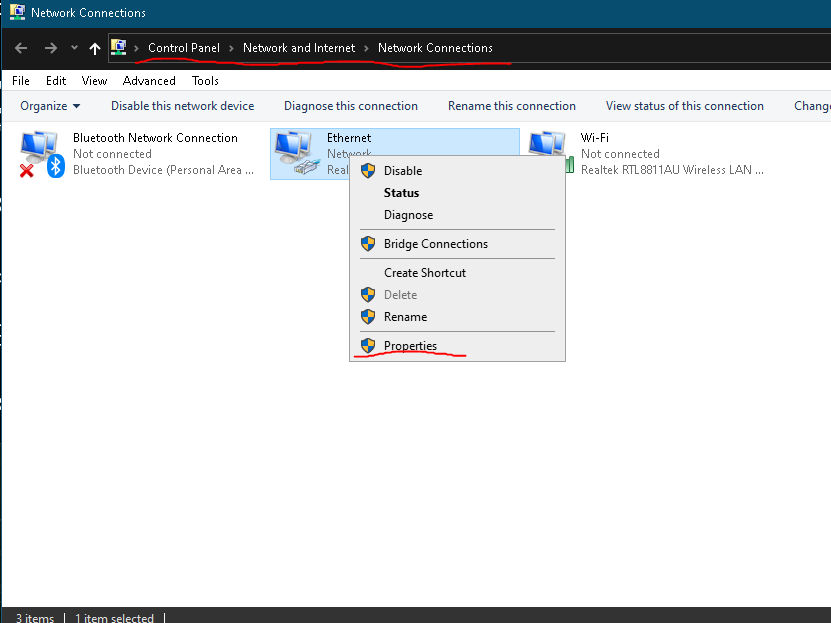 Network Connections
Control Panel > Network and Internet > Network Connections
File Edit View Advanced Tools
Organize Disable this network device Diagnose this connection Rename this connection View status of this connection Chang
Bluetooth Network Connection
Not connected
Bluetooth Device (Personal Area ...
Ethernet
Network
Real
Wi-Fi
Not connected
Realtek RTL8811AU Wireless LAN ...
Disable
Status
Diagnose
Bridge Connections
Create Shortcut
Delete
Rename
Properties
3 items 1 item selected